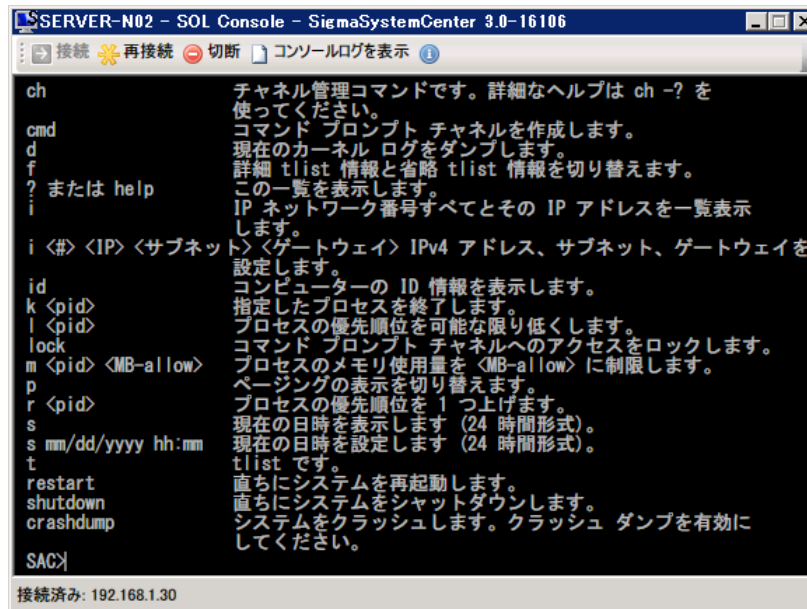 SERVER-N02 - SOL Console - SigmaSystemCenter 3.0-16106
接続 再接続 切断 コンソールログを表示
ch チャネル管理コマンドです。詳細なヘルプは ch -? を
使ってください。
cmd コマンド プロンプト チャネルを作成します。
d 現在のカーネル ログをダンプします。
f 詳細 tlist 情報と省略 tlist 情報を切り替えます。
? または help この一覧を表示します。
i IP ネットワーク番号すべてとその IP アドレスを一覧表示
します。
i <#> <IP> <サブネット> <ゲートウェイ> IPv4 アドレス、サブネット、ゲートウェイを
設定します。
id コンピューターの ID 情報を表示します。
k <pid> 指定したプロセスを終了します。
l <pid> プロセスの優先順位を可能な限り低くします。
lock コマンド プロンプト チャネルへのアクセスをロックします。
m <pid> <MB-allow> プロセスのメモリ使用量を <MB-allow> に制限します。
p ページングの表示を切り替えます。
r <pid> プロセスの優先順位を 1 つ上げます。
s 現在の日時を表示します (24 時間形式)。
s mm/dd/yyyy hh:mm 現在の日時を設定します (24 時間形式)。
t tlist です。
restart 直ちにシステムを再起動します。
shutdown 直ちにシステムをシャットダウンします。
crashdump システムをクラッシュします。クラッシュ ダンプを有効に
してください。
SAC>
接続済み: 192.168.1.30